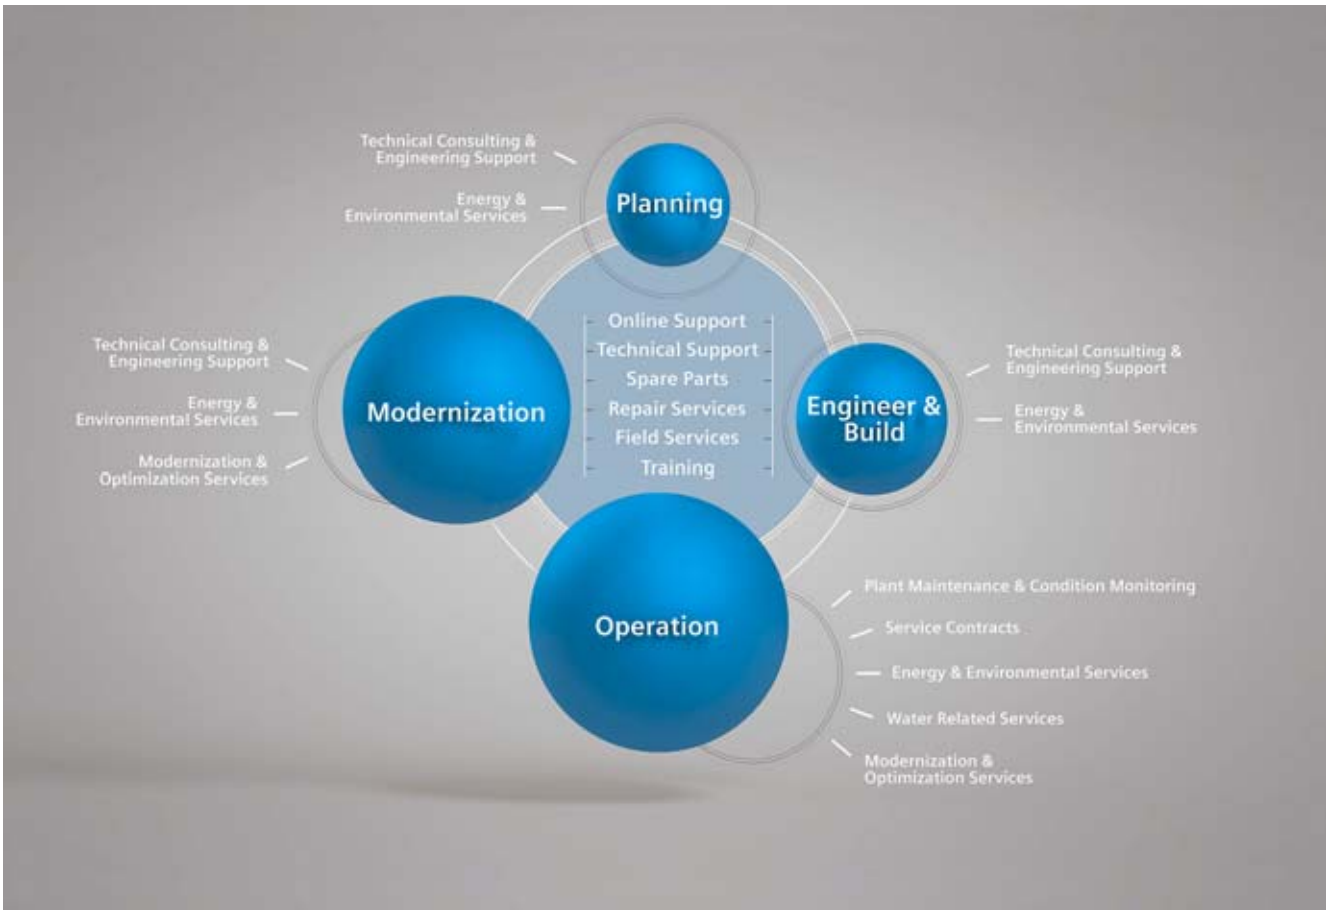 Technical Consulting &
Engineering Support
Energy &
Environmental Services
Planning
Technical Consulting &
Engineering Support
Energy &
Environmental Services
Modernization &
Optimization Services
Modernization
Online Support
Technical Support
Spare Parts
Repair Services
Field Services
Training
Engineer &
Build
Technical Consulting &
Engineering Support
Energy &
Environmental Services
Operation
Plant Maintenance & Condition Monitoring
Service Contracts
Energy & Environmental Services
Water Related Services
Modernization &
Optimization Services